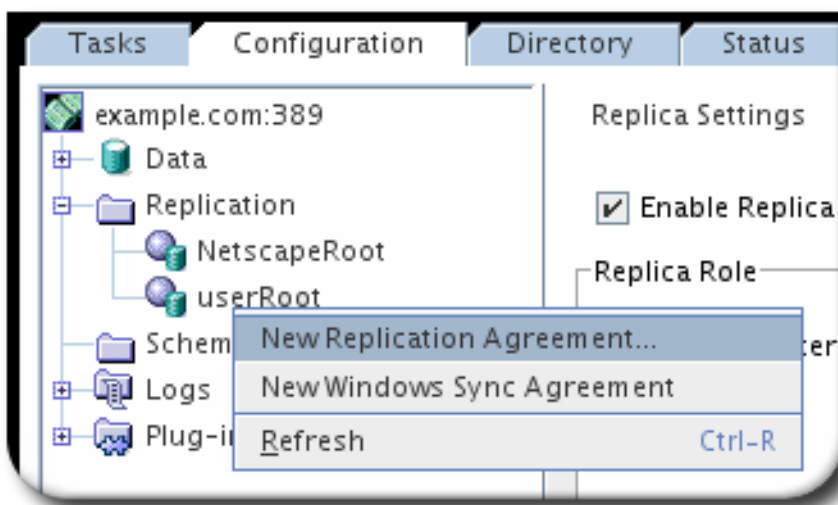 Tasks Configuration Directory Status
example.com:389
Data
Replication
NetscapeRoot
userRoot
Logs
Replica Settings
Enable Replica
Replica Role
New Replication Agreement...
New Windows Sync Agreement
Refresh Ctrl-R